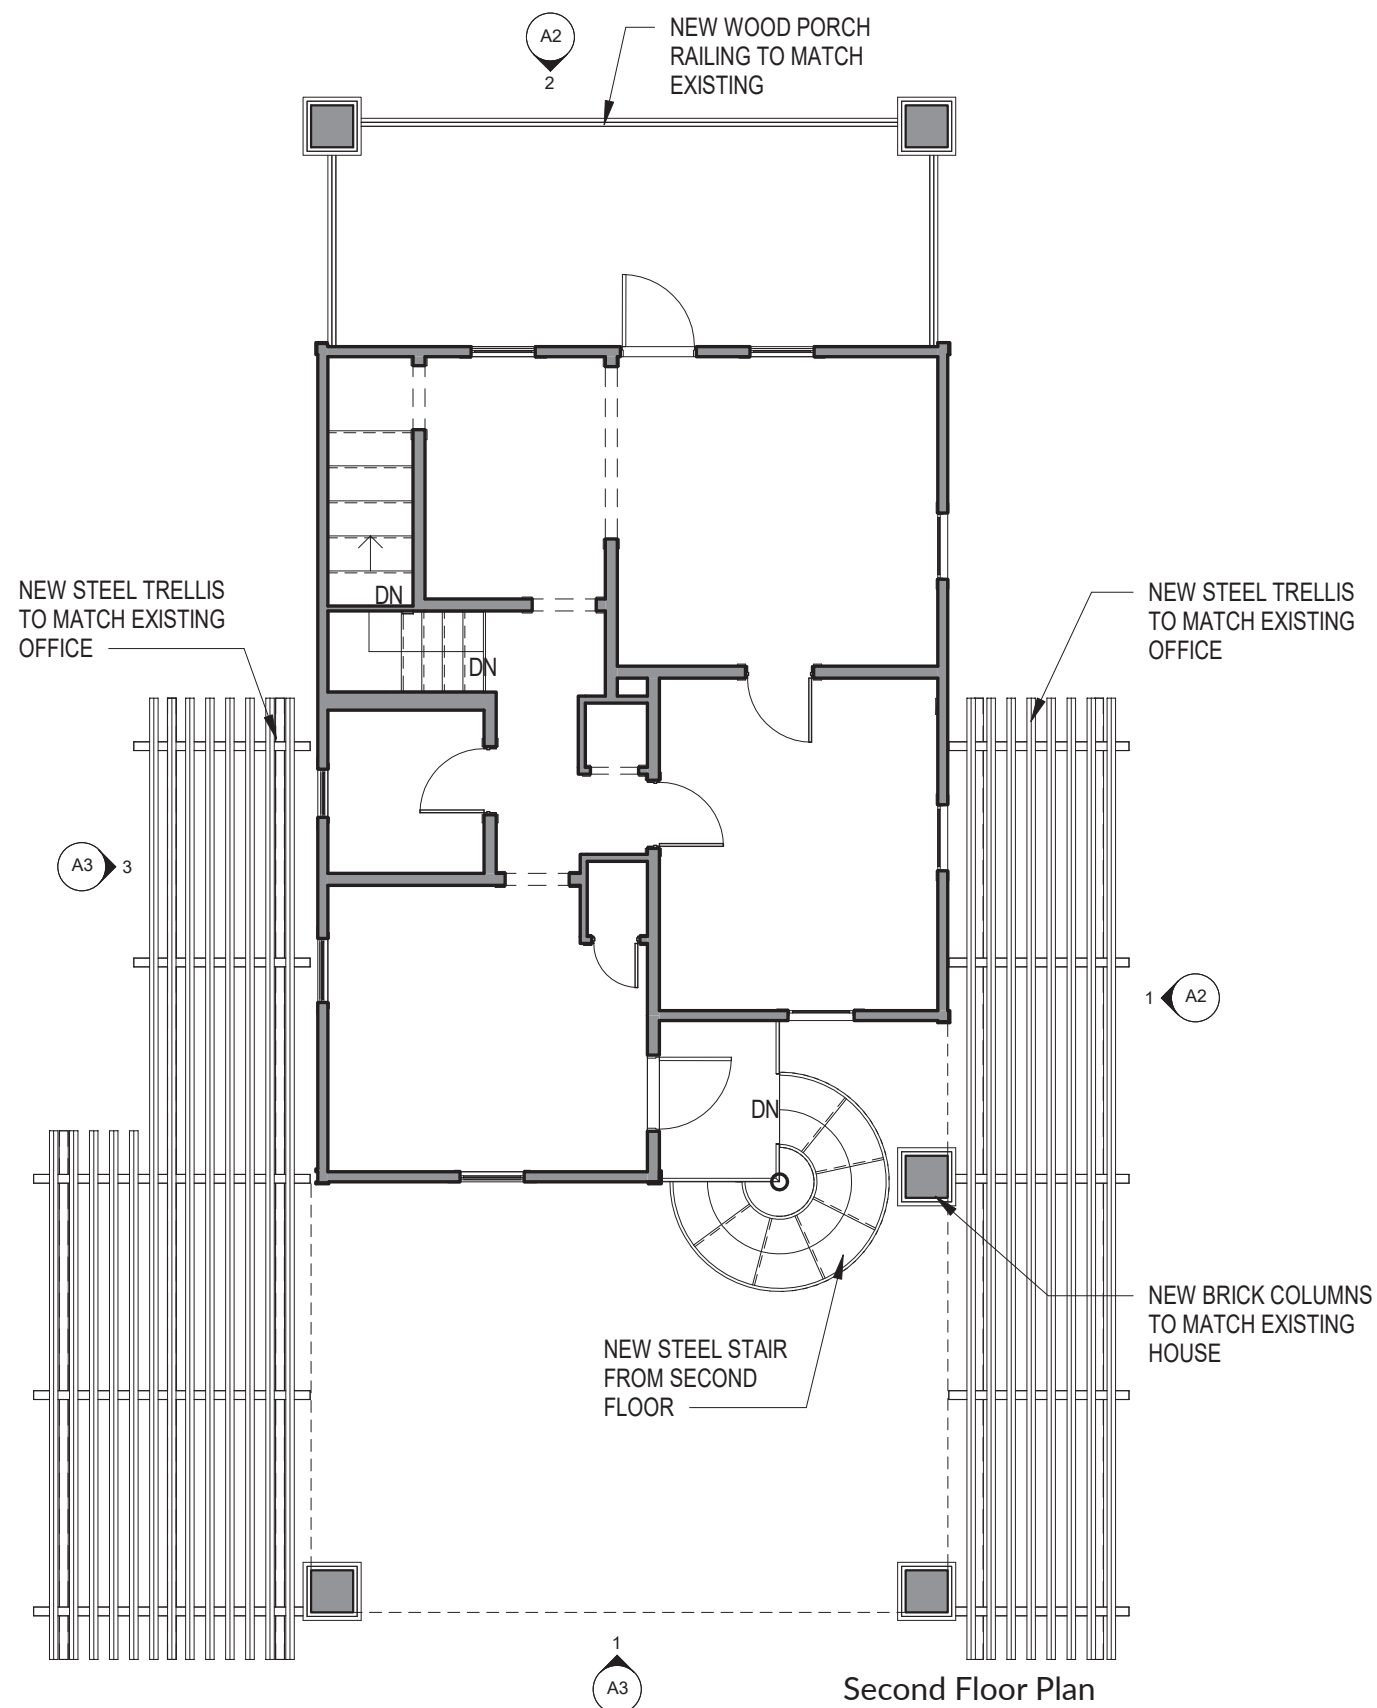 A2
2
NEW WOOD PORCH
RAILING TO MATCH
EXISTING
NEW STEEL TRELLIS
TO MATCH EXISTING
OFFICE
DN
DN
NEW STEEL TRELLIS
TO MATCH EXISTING
OFFICE
A3
3
1
A2
DN
NEW BRICK COLUMNS
TO MATCH EXISTING
HOUSE
NEW STEEL STAIR
FROM SECOND
FLOOR
1
A3
Second Floor Plan